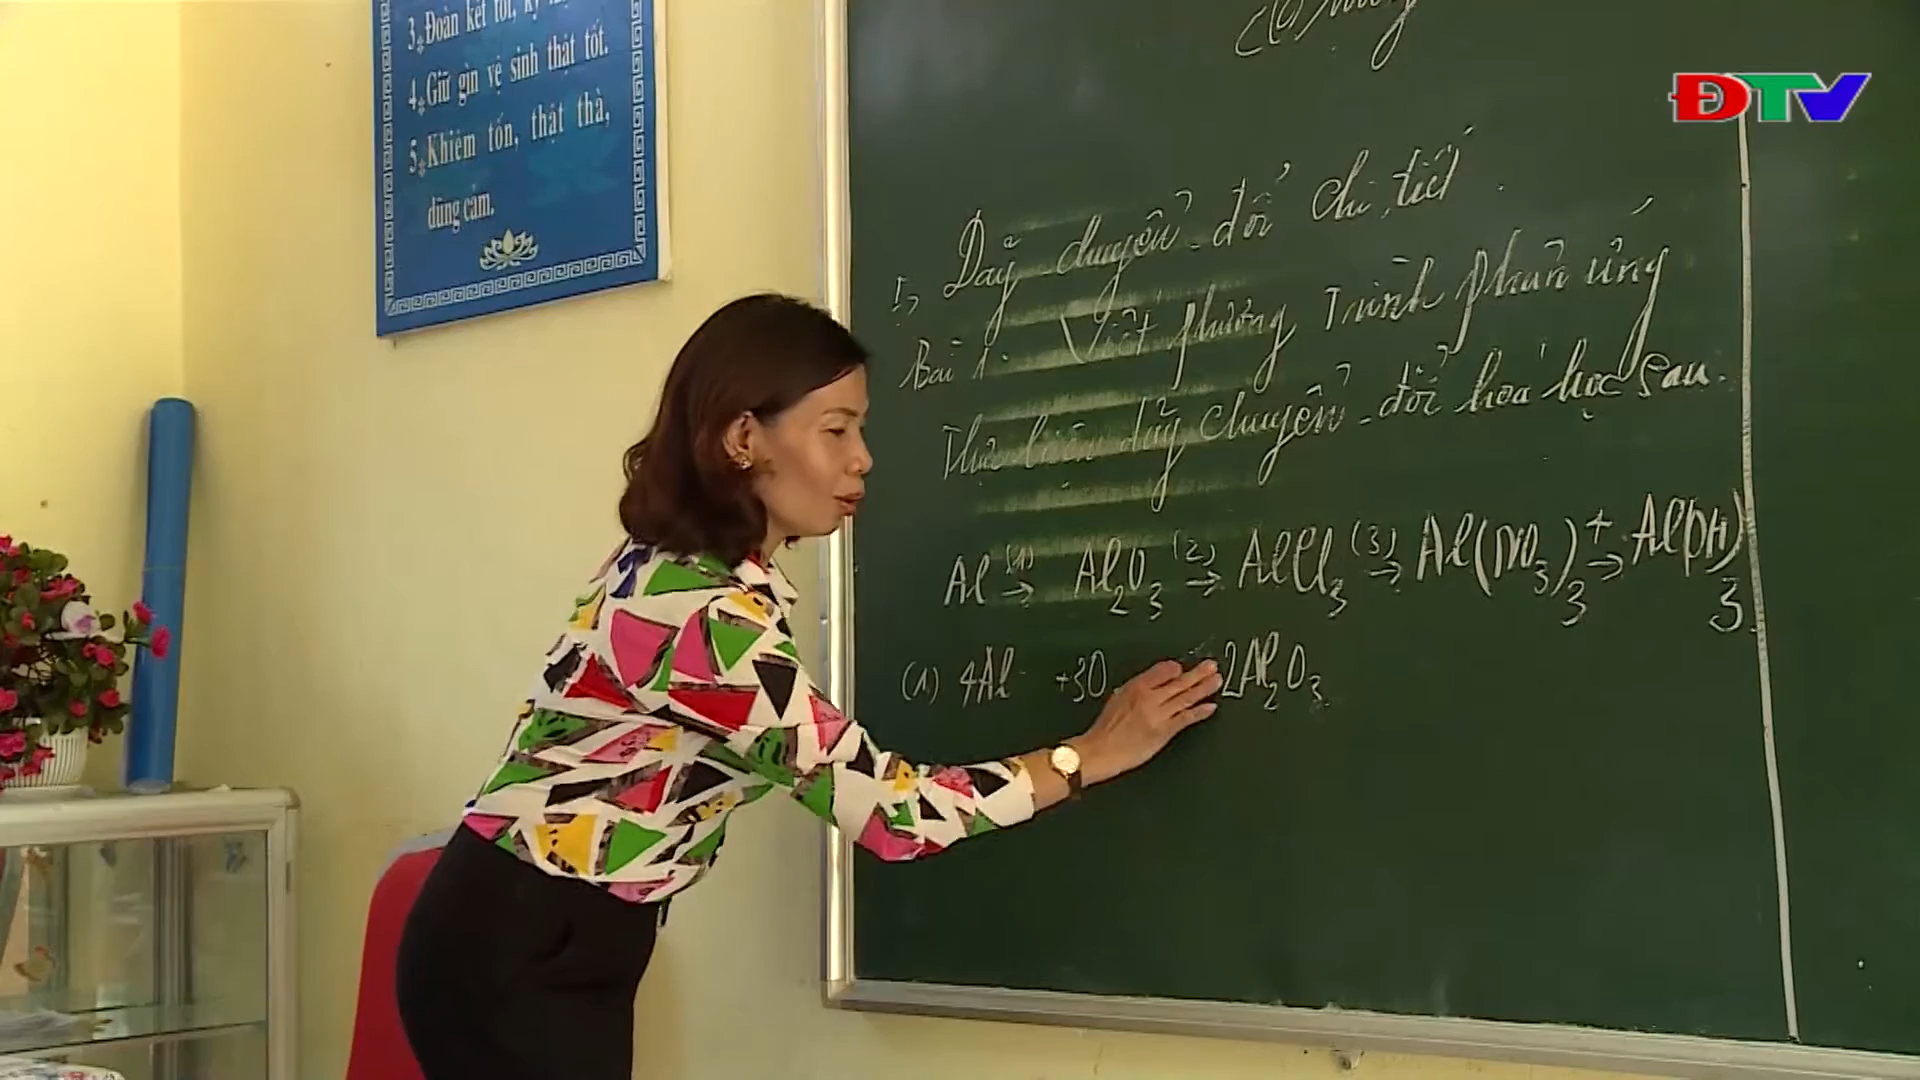 3. Đoàn kết tốt, kỷ
4. Giữ gìn vệ sinh thật tốt.
5. Khiêm tốn, thật thà,
dũng cảm.
ĐTV
I, Dãy chuyển đổi chi tiết.
Bài 1: Viết phương trình phản ứng
Thực hiện dãy chuyển đổi hoá học sau.
Al (1)→ Al₂O₃ (2)→ AlCl₃ (3)→ Al(NO₃)₃ 4→ Al(OH)₃
(1) 4Al +3O 2Al₂O₃